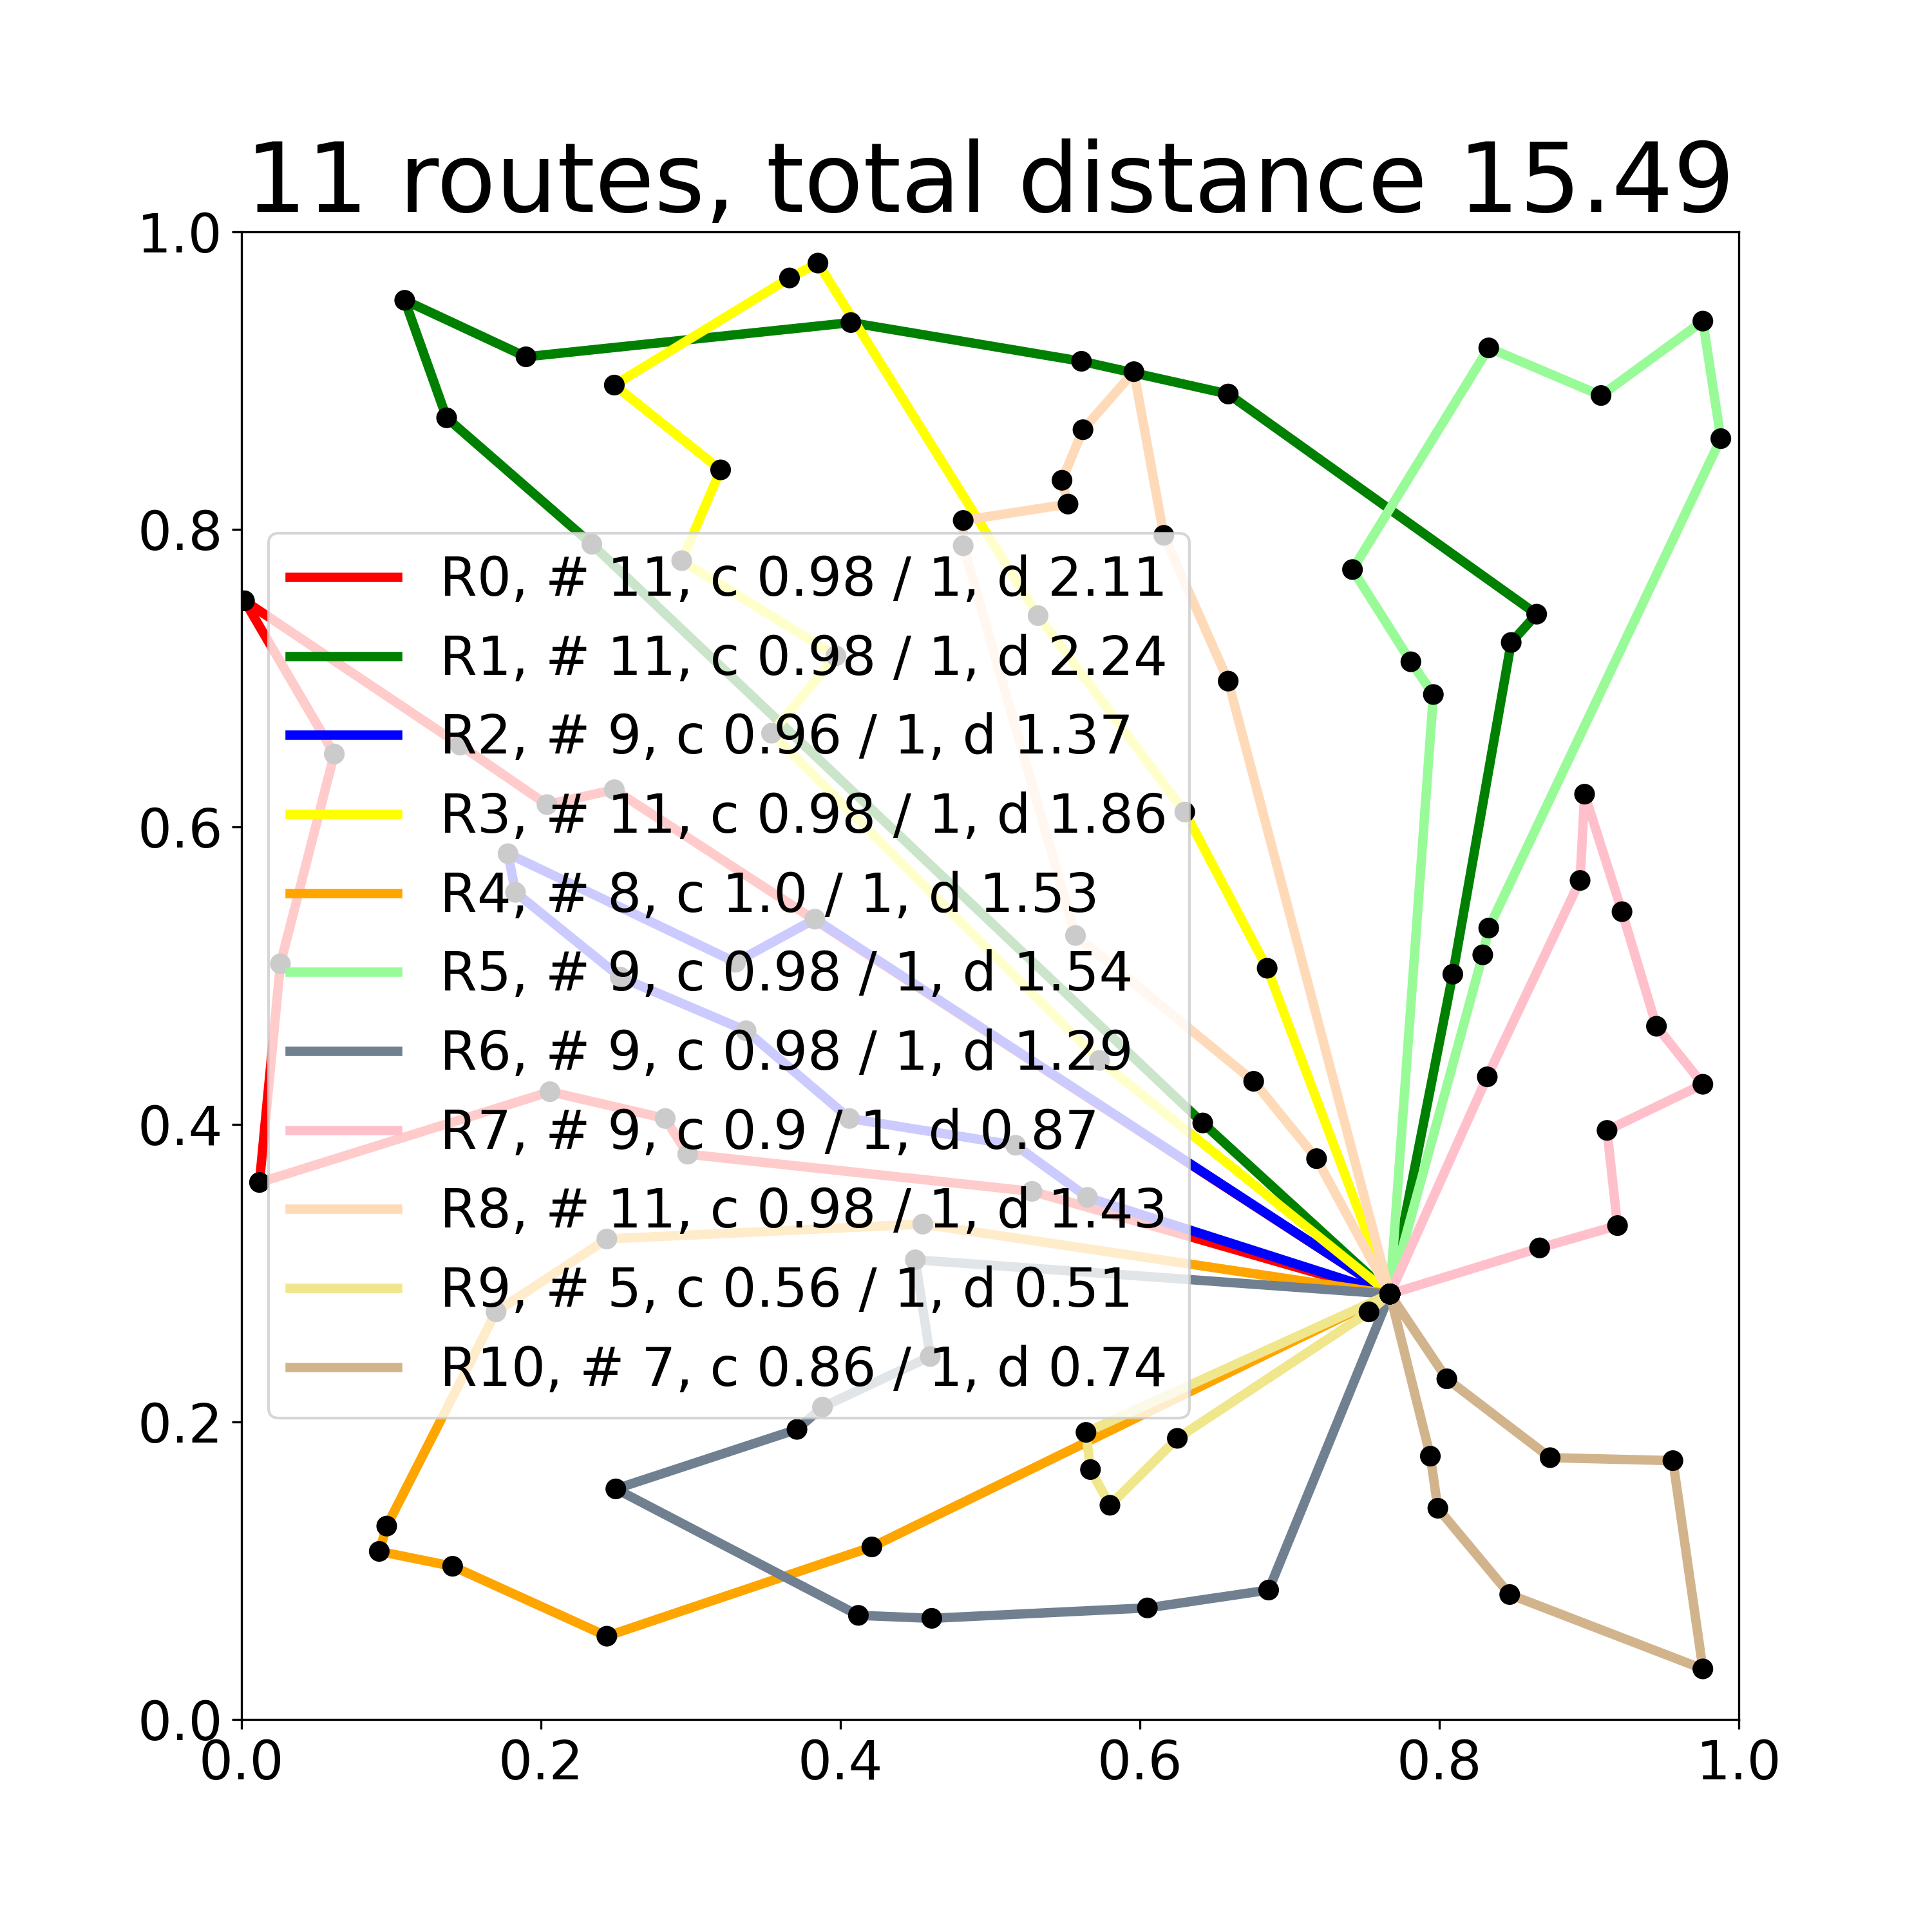 11 routes, total distance 15.49
1.0
0.8
0.6
0.4
0.2
0.0
R0, # 11, c 0.98 / 1, d 2.11
R1, # 11, c 0.98 / 1, d 2.24
R2, # 9, c 0.96 / 1, d 1.37
R3, # 11, c 0.98 / 1, d 1.86
R4, # 8, c 1.0 / 1, d 1.53
R5, # 9, c 0.98 / 1, d 1.54
R6, # 9, c 0.98 / 1, d 1.29
R7, # 9, c 0.9 / 1, d 0.87
R8, # 11, c 0.98 / 1, d 1.43
R9, # 5, c 0.56 / 1, d 0.51
R10, # 7, c 0.86 / 1, d 0.74
0.0 0.2 0.4 0.6 0.8 1.0